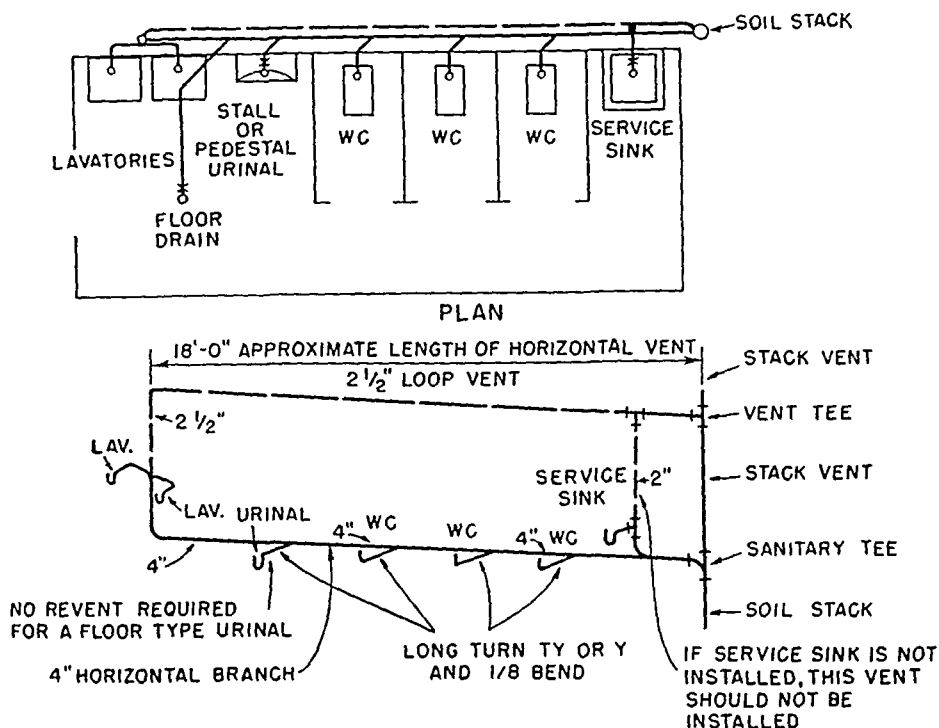 SOIL STACK
STALL
OR
PEDESTAL
URINAL
WC
WC
WC
SERVICE
SINK
LAVATORIES
FLOOR
DRAIN
PLAN
18'-0" APPROXIMATE LENGTH OF HORIZONTAL VENT
2 1/2" LOOP VENT
STACK VENT
VENT TEE
2 1/2"
LAV.
STACK VENT
SERVICE
SINK
2"
LAV.
URINAL
4"
WC
WC
4"
WC
SANITARY TEE
4"
NO REVENT REQUIRED
FOR A FLOOR TYPE URINAL
SOIL STACK
4" HORIZONTAL BRANCH
LONG TURN TY OR Y
AND 1/8 BEND
IF SERVICE SINK IS NOT
INSTALLED, THIS VENT
SHOULD NOT BE
INSTALLED